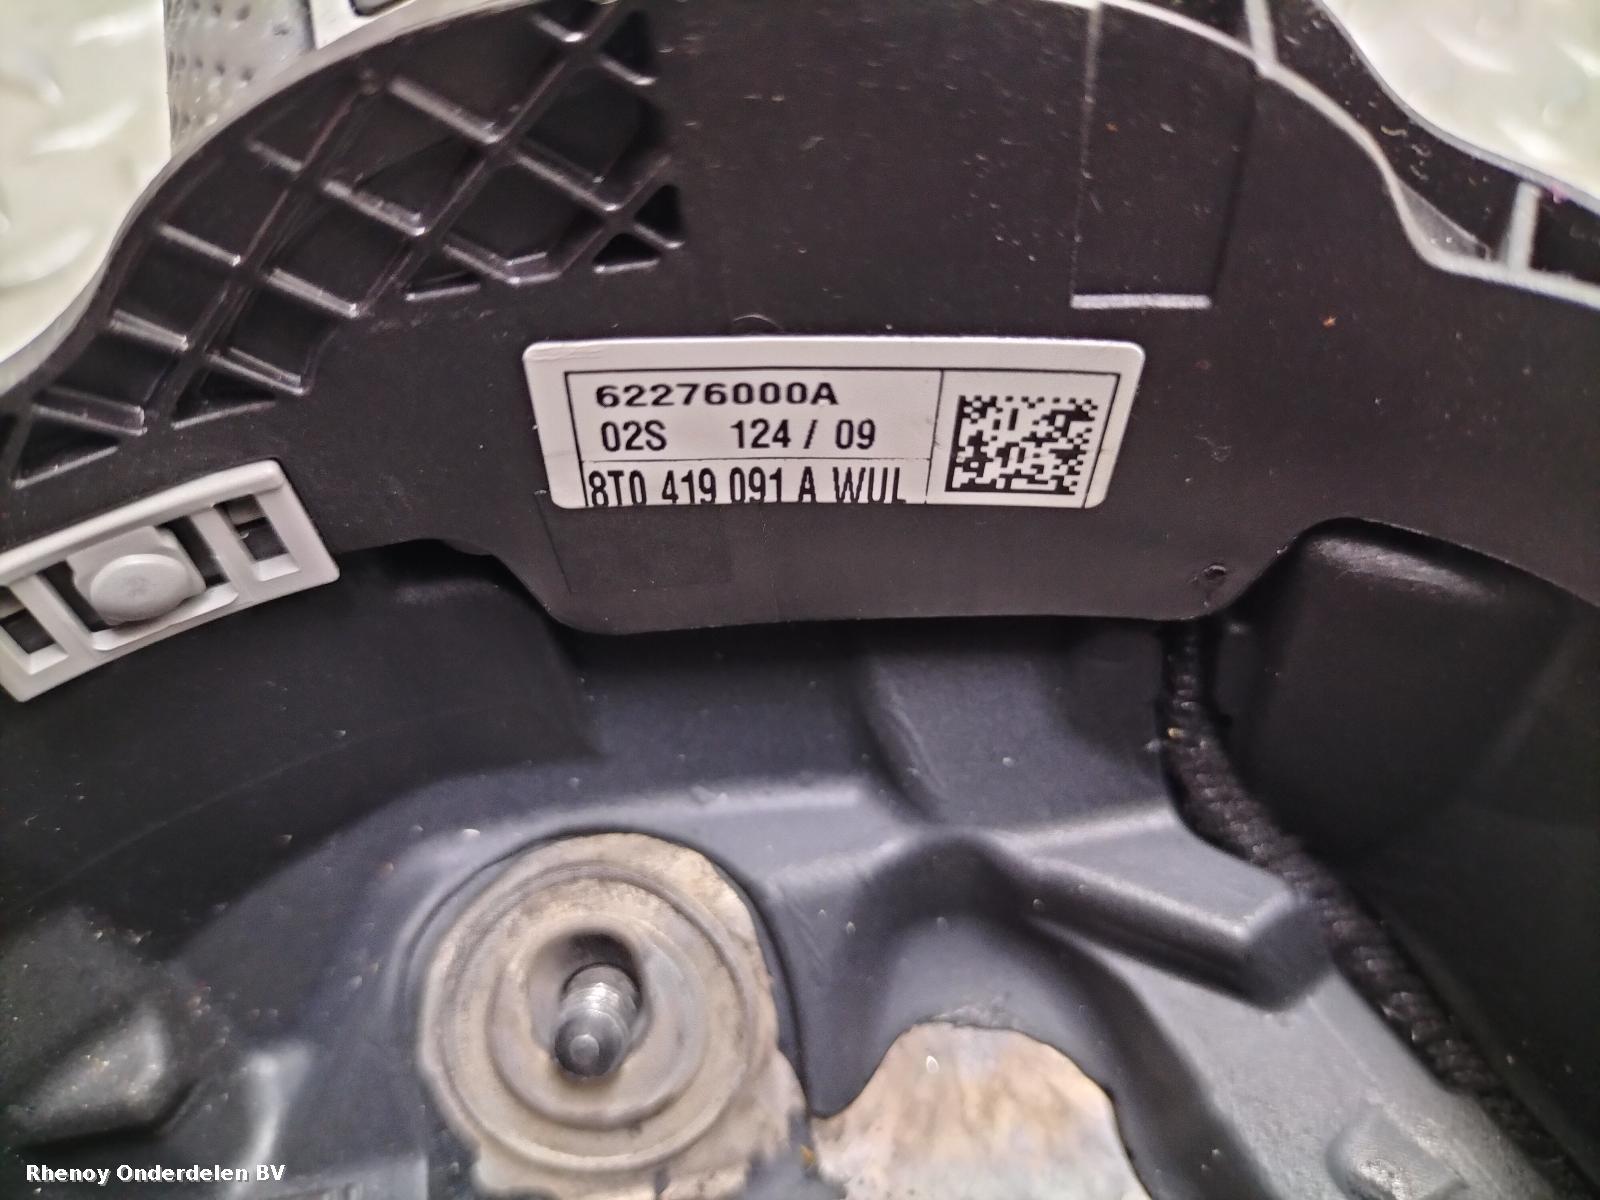 62276000A
02S 124 / 09
8T0 419 091 A WUL
Rhenoy Onderdelen BV